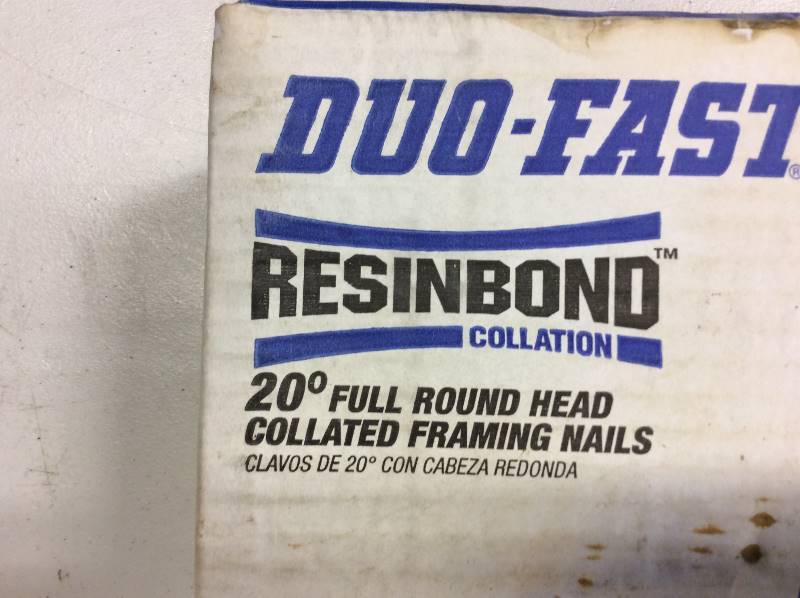 DUO-FAST®
RESINBOND™
COLLATION
20° FULL ROUND HEAD
COLLATED FRAMING NAILS
CLAVOS DE 20° CON CABEZA REDONDA